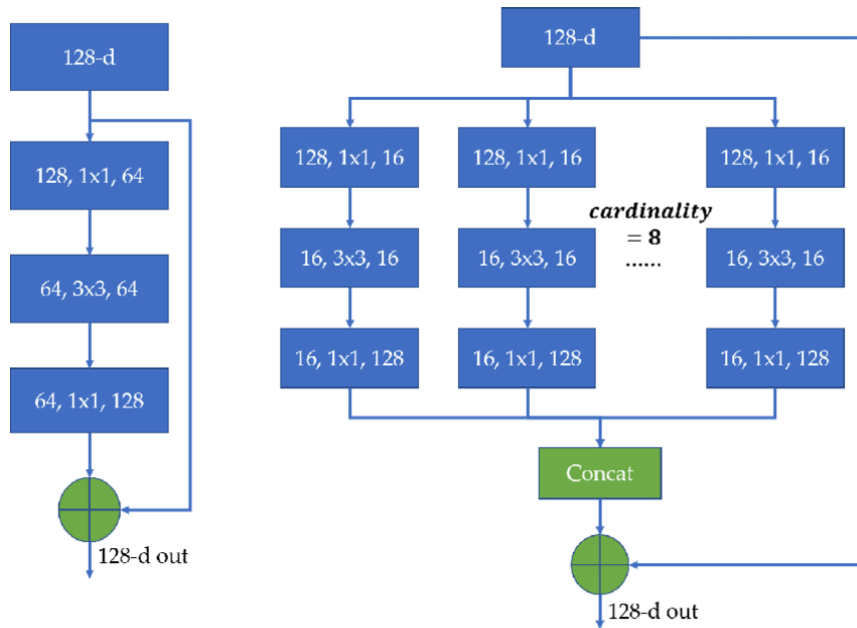 128-d
128, 1x1, 64
64, 3x3, 64
64, 1x1, 128
128-d out
128-d
128, 1x1, 16
128, 1x1, 16
128, 1x1, 16
cardinality
= 8
......
16, 3x3, 16
16, 3x3, 16
16, 3x3, 16
16, 1x1, 128
16, 1x1, 128
16, 1x1, 128
Concat
128-d out